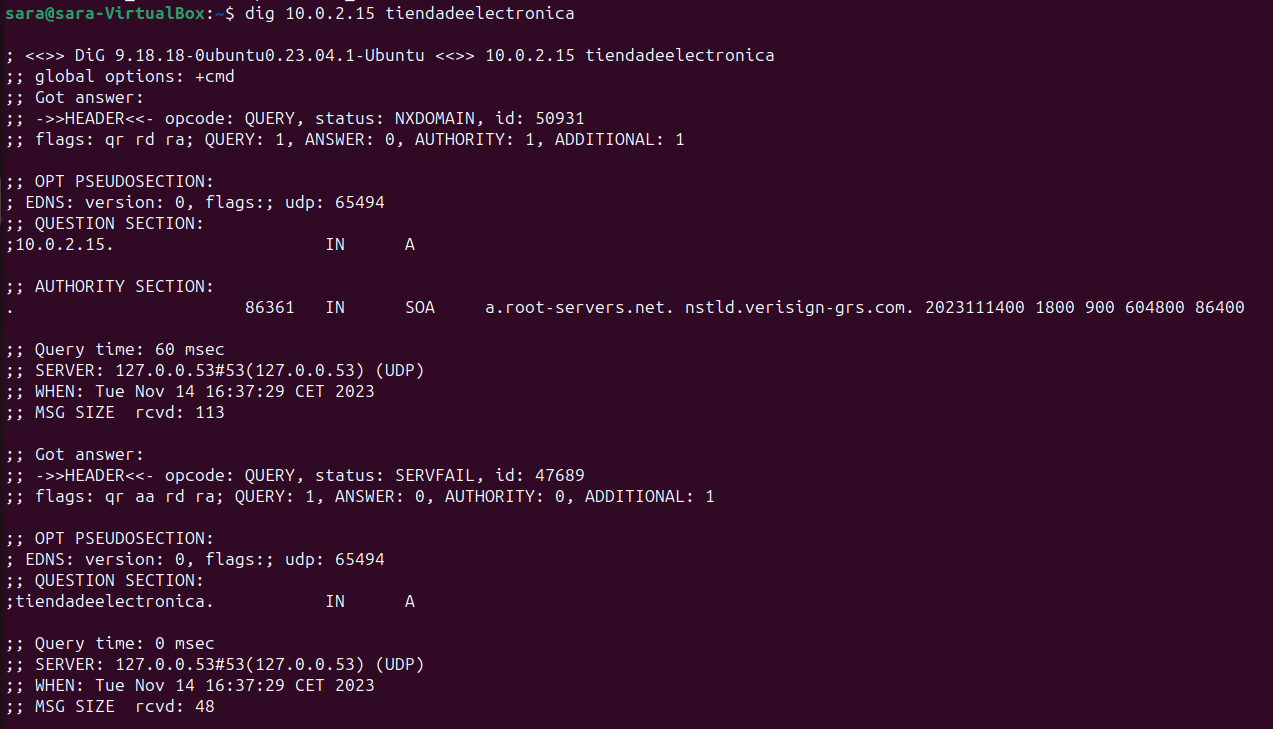 sara@sara-VirtualBox:~$ dig 10.0.2.15 tiendadeelectronica

; <<>> DiG 9.18.18-0ubuntu0.23.04.1-Ubuntu <<>> 10.0.2.15 tiendadeelectronica
;; global options: +cmd
;; Got answer:
;; ->>HEADER<<- opcode: QUERY, status: NXDOMAIN, id: 50931
;; flags: qr rd ra; QUERY: 1, ANSWER: 0, AUTHORITY: 1, ADDITIONAL: 1

;; OPT PSEUDOSECTION:
; EDNS: version: 0, flags:; udp: 65494
;; QUESTION SECTION:
;10.0.2.15.			IN	A

;; AUTHORITY SECTION:
.			86361	IN	SOA	a.root-servers.net. nstld.verisign-grs.com. 2023111400 1800 900 604800 86400

;; Query time: 60 msec
;; SERVER: 127.0.0.53#53(127.0.0.53) (UDP)
;; WHEN: Tue Nov 14 16:37:29 CET 2023
;; MSG SIZE  rcvd: 113

;; Got answer:
;; ->>HEADER<<- opcode: QUERY, status: SERVFAIL, id: 47689
;; flags: qr aa rd ra; QUERY: 1, ANSWER: 0, AUTHORITY: 0, ADDITIONAL: 1

;; OPT PSEUDOSECTION:
; EDNS: version: 0, flags:; udp: 65494
;; QUESTION SECTION:
;tiendadeelectronica.		IN	A

;; Query time: 0 msec
;; SERVER: 127.0.0.53#53(127.0.0.53) (UDP)
;; WHEN: Tue Nov 14 16:37:29 CET 2023
;; MSG SIZE  rcvd: 48